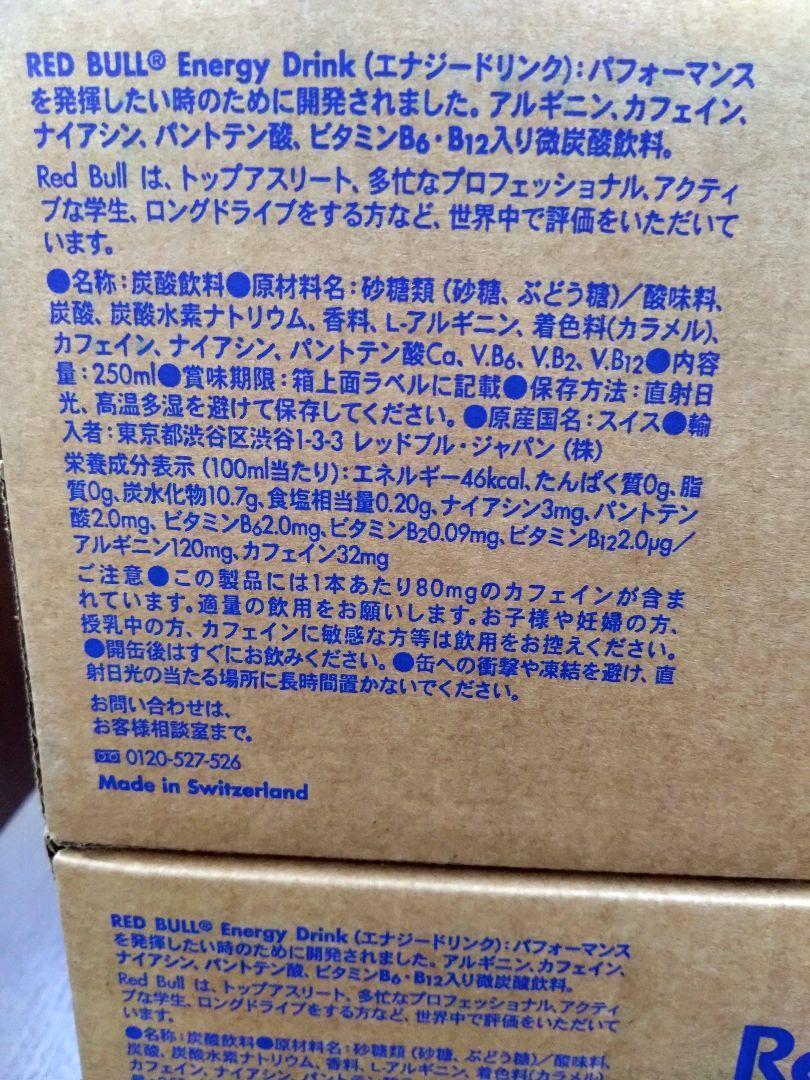 RED BULL® Energy Drink (エナジードリンク):パフォーマンス
を発揮したい時のために開発されました。アルギニン、カフェイン、
ナイアシン、パントテン酸、ビタミンB6・B12入り微炭酸飲料。
Red Bull は、トップアスリート、多忙なプロフェッショナル、アクティ
ブな学生、ロングドライブをする方など、世界中で評価をいただいて
います。
●名称:炭酸飲料●原材料名:砂糖類(砂糖、ぶどう糖)/酸味料、
炭酸、炭酸水素ナトリウム、香料、L-アルギニン、着色料(カラメル)、
カフェイン、ナイアシン、パントテン酸Ca、V.B6、V.B2、V.B12●内容
量:250ml●賞味期限:箱上面ラベルに記載●保存方法:直射日
光、高温多湿を避けて保存してください。●原産国名:スイス●輸
入者:東京都渋谷区渋谷1-3-3 レッドブル・ジャパン(株)
栄養成分表示(100ml当たり):エネルギー46kcal、たんぱく質0g、脂
質0g、炭水化物10.7g、食塩相当量0.20g、ナイアシン3mg、パントテン
酸2.0mg、ビタミンB62.0mg、ビタミンB20.09mg、ビタミンB122.0μg/
アルギニン120mg、カフェイン32mg
ご注意●この製品には1本あたり80mgのカフェインが含ま
れています。適量の飲用をお願いします。お子様や妊婦の方、
授乳中の方、カフェインに敏感な方等は飲用をお控えください。
●開缶後はすぐにお飲みください。●缶への衝撃や凍結を避け、直
射日光の当たる場所に長時間置かないでください。
お問い合わせは、
お客様相談室まで。
0120-527-526
Made in Switzerland
RED BULL® Energy Drink (エナジードリンク):パフォーマンス
を発揮したい時のために開発されました。アルギニン、カフェイン、
ナイアシン、パントテン酸、ビタミンB6・B12入り微炭酸飲料。
Red Bull は、トップアスリート、多忙なプロフェッショナル、アクティ
ブな学生、ロングドライブをする方など、世界中で評価をいただいて
います。
●名称:炭酸飲料●原材料名:砂糖類(砂糖、ぶどう糖)/酸味料、
炭酸、炭酸水素ナトリウム、香料、L-アルギニン、着色料(カラメル)、
カフェイン、ナイアシン、パントテン